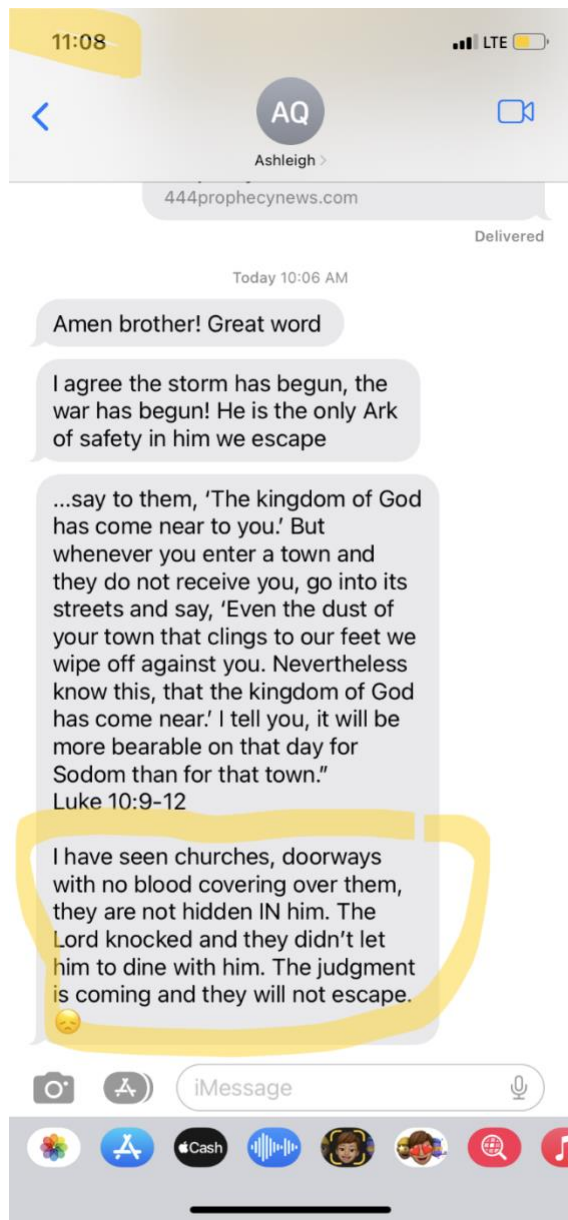 11:08
LTE
AQ
Ashleigh
444prophecynews.com
Delivered
Today 10:06 AM
Amen brother! Great word
I agree the storm has begun, the
war has begun! He is the only Ark
of safety in him we escape
...say to them, ‘The kingdom of God
has come near to you.’ But
whenever you enter a town and
they do not receive you, go into its
streets and say, ‘Even the dust of
your town that clings to our feet we
wipe off against you. Nevertheless
know this, that the kingdom of God
has come near.’ I tell you, it will be
more bearable on that day for
Sodom than for that town.”
Luke 10:9-12
I have seen churches, doorways
with no blood covering over them,
they are not hidden IN him. The
Lord knocked and they didn’t let
him to dine with him. The judgment
is coming and they will not escape.
😞
iMessage
Cash